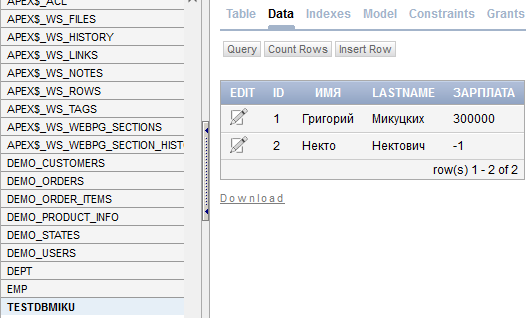 APEX$_ACL
APEX$_WS_FILES
APEX$_WS_HISTORY
APEX$_WS_LINKS
APEX$_WS_NOTES
APEX$_WS_ROWS
APEX$_WS_TAGS
APEX$_WS_WEBPG_SECTIONS
APEX$_WS_WEBPG_SECTION_HIST
DEMO_CUSTOMERS
DEMO_ORDERS
DEMO_ORDER_ITEMS
DEMO_PRODUCT_INFO
DEMO_STATES
DEMO_USERS
DEPT
EMP
TESTDBMIKU
Table Data Indexes Model Constraints Grants
Query Count Rows Insert Row
EDIT ID ИМЯ LASTNAME ЗАРПЛАТА
1 Григорий Микуцких 300000
2 Некто Нектович -1
row(s) 1 - 2 of 2
Download